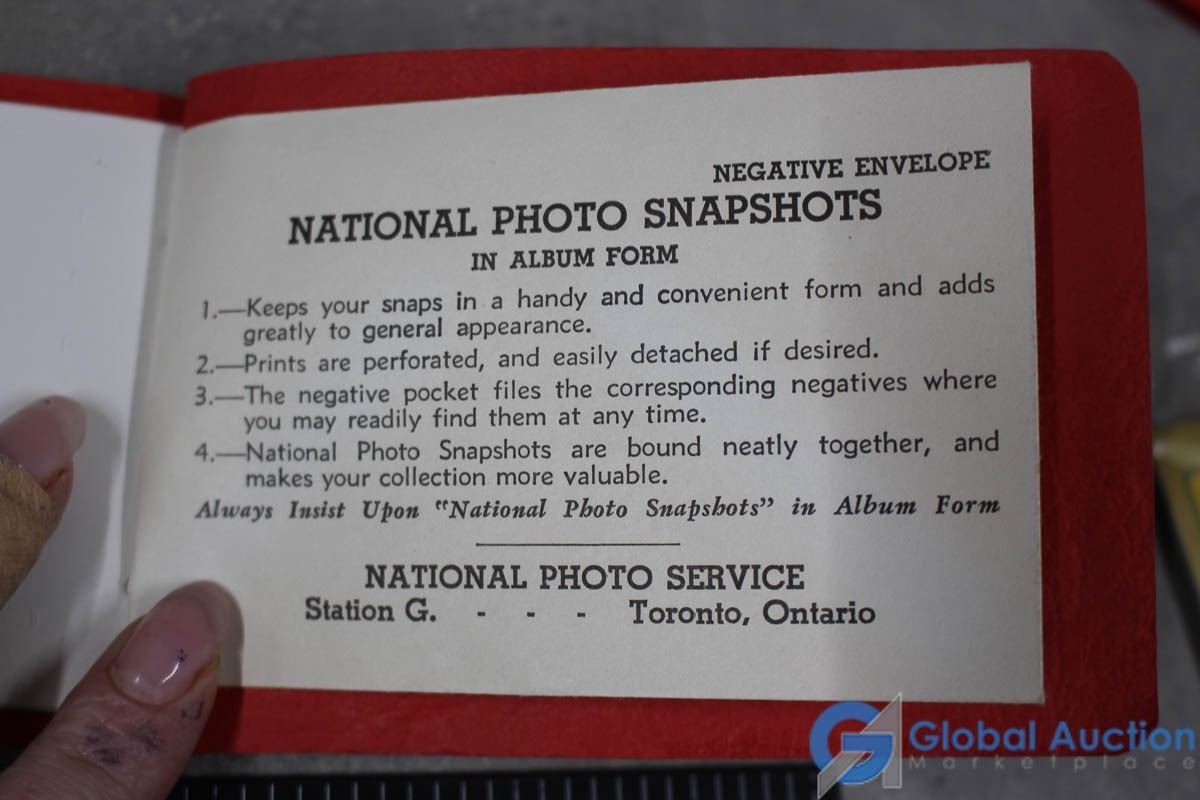 NEGATIVE ENVELOPE
NATIONAL PHOTO SNAPSHOTS
IN ALBUM FORM
1.—Keeps your snaps in a handy and convenient form and adds
greatly to general appearance.
2.—Prints are perforated, and easily detached if desired.
3.—The negative pocket files the corresponding negatives where
you may readily find them at any time.
4.—National Photo Snapshots are bound neatly together, and
makes your collection more valuable.
Always Insist Upon "National Photo Snapshots" in Album Form
NATIONAL PHOTO SERVICE
Station G. - - - Toronto, Ontario
Global Auction
Marketplace